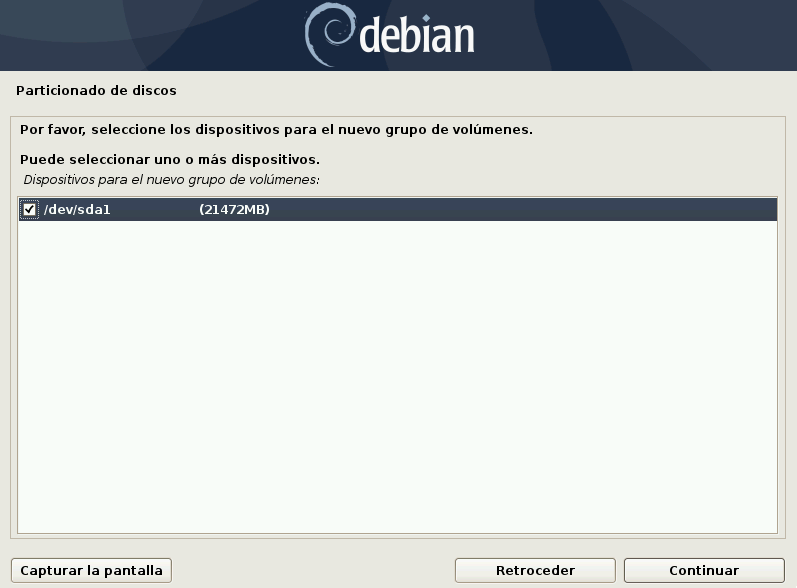 debian
Particionado de discos
Por favor, seleccione los dispositivos para el nuevo grupo de volúmenes.
Puede seleccionar uno o más dispositivos.
Dispositivos para el nuevo grupo de volúmenes:
/dev/sda1 (21472MB)
Capturar la pantalla Retroceder Continuar